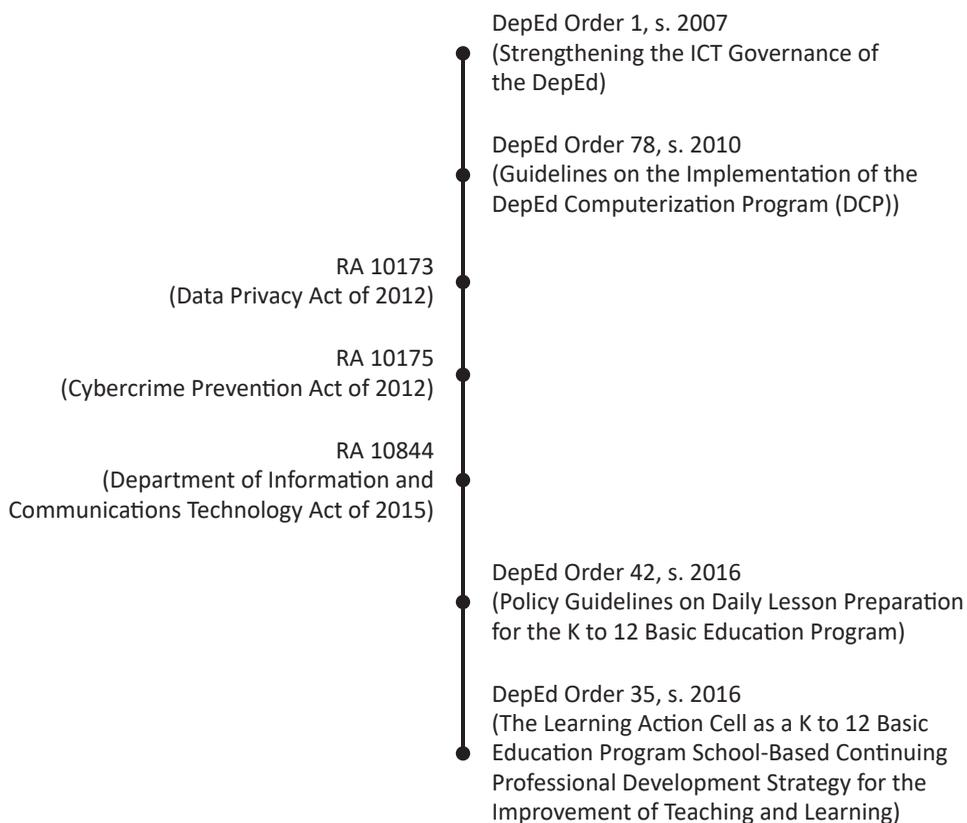 DepEd Order 1, s. 2007
(Strengthening the ICT Governance of
the DepEd)
DepEd Order 78, s. 2010
(Guidelines on the Implementation of the
DepEd Computerization Program (DCP))
RA 10173
(Data Privacy Act of 2012)
RA 10175
(Cybercrime Prevention Act of 2012)
RA 10844
(Department of Information and
Communications Technology Act of 2015)
DepEd Order 42, s. 2016
(Policy Guidelines on Daily Lesson Preparation
for the K to 12 Basic Education Program)
DepEd Order 35, s. 2016
(The Learning Action Cell as a K to 12 Basic
Education Program School-Based Continuing
Professional Development Strategy for the
Improvement of Teaching and Learning)